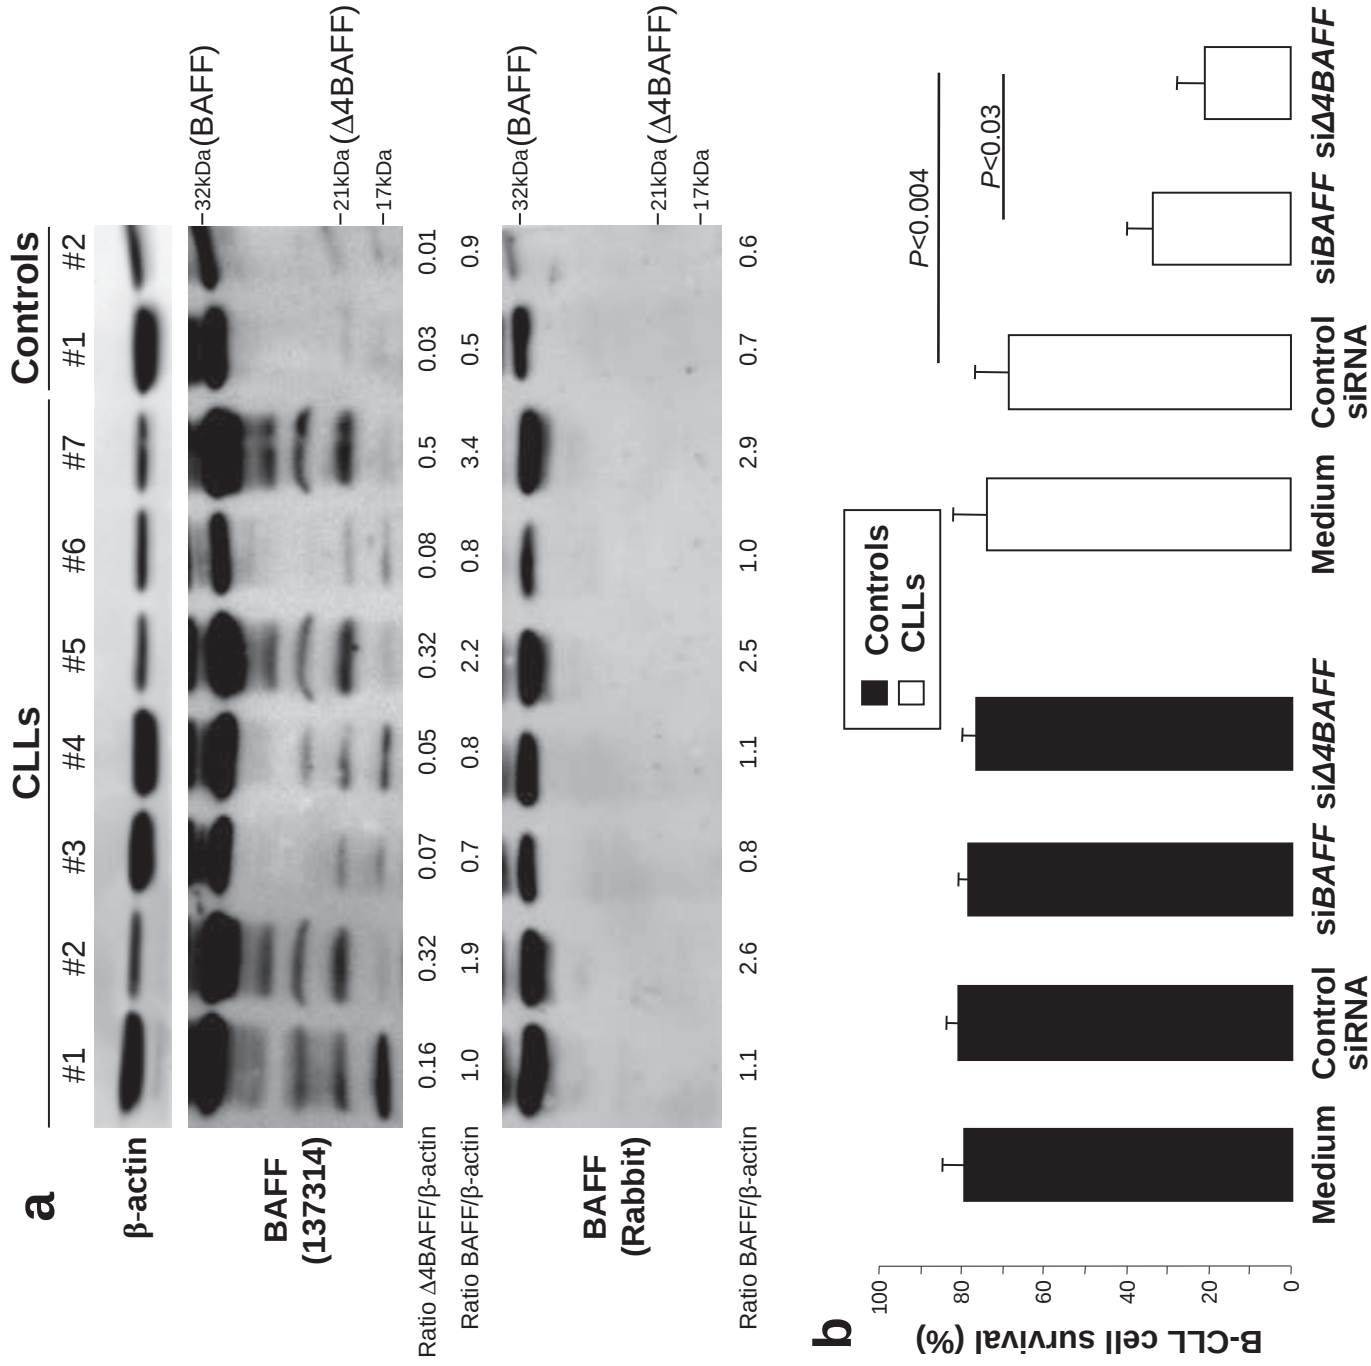 a
CLLs
Controls
#1 #2 #3 #4 #5 #6 #7 #1 #2
β-actin
BAFF
(137314)
32kDa(BAFF)
21kDa (Δ4BAFF)
17kDa
Ratio Δ4BAFF/β-actin 0.16 0.32 0.07 0.05 0.32 0.08 0.5 0.03 0.01
Ratio BAFF/β-actin 1.0 1.9 0.7 0.8 2.2 0.8 3.4 0.5 0.9
BAFF
(Rabbit)
32kDa(BAFF)
21kDa (Δ4BAFF)
17kDa
Ratio BAFF/β-actin 1.1 2.6 0.8 1.1 2.5 1.0 2.9 0.7 0.6
b
B-CLL cell survival (%)
100
80
60
40
20
0
Controls
CLLs
P<0.004
P<0.03
Medium
Control
siRNA
siBAFF
siΔ4BAFF
Medium
Control
siRNA
siBAFF
siΔ4BAFF